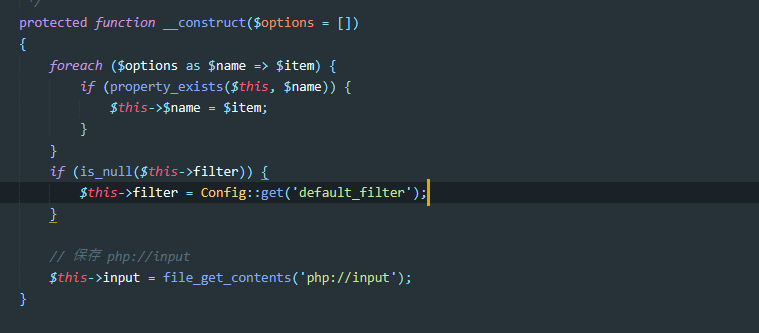 */
protected function __construct($options = [])
{
foreach ($options as $name => $item) {
if (property_exists($this, $name)) {
$this->$name = $item;
}
}
if (is_null($this->filter)) {
$this->filter = Config::get('default_filter');
}
// 保存 php://input
$this->input = file_get_contents('php://input');
}